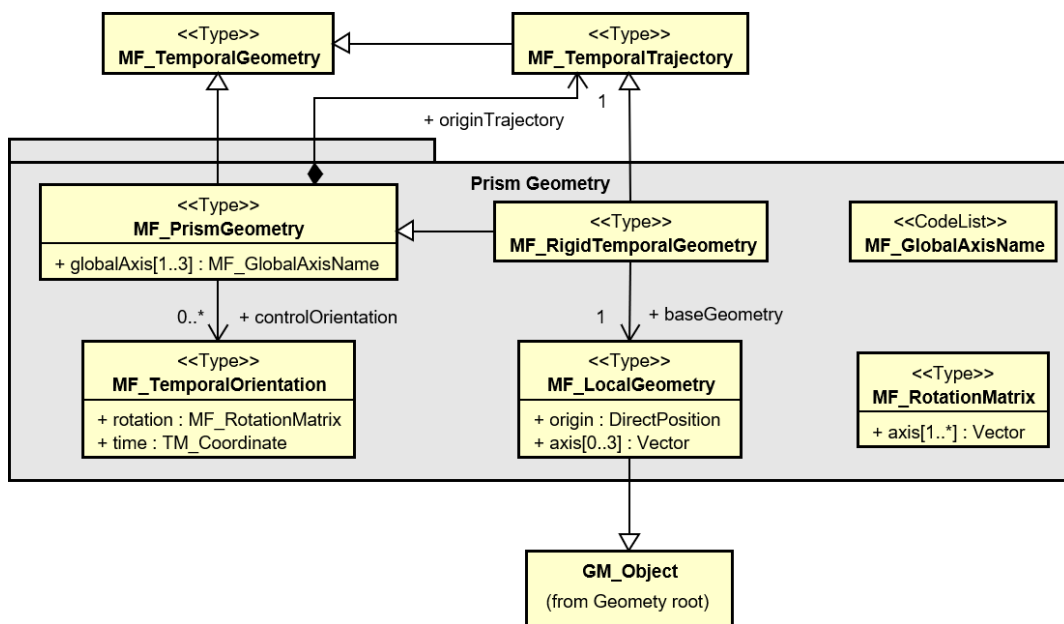 <<Type>>
MF_TemporalGeometry
<<Type>>
MF_TemporalTrajectory
1
+ originTrajectory
Prism Geometry
<<Type>>
MF_PrismGeometry
+ globalAxis[1..3] : MF_GlobalAxisName
<<Type>>
MF_RigidTemporalGeometry
<<CodeList>>
MF_GlobalAxisName
0..*
+ controlOrientation
1
+ baseGeometry
<<Type>>
MF_TemporalOrientation
+ rotation : MF_RotationMatrix
+ time : TM_Coordinate
<<Type>>
MF_LocalGeometry
+ origin : DirectPosition
+ axis[0..3] : Vector
<<Type>>
MF_RotationMatrix
+ axis[1..*] : Vector
GM_Object
(from Geomety root)